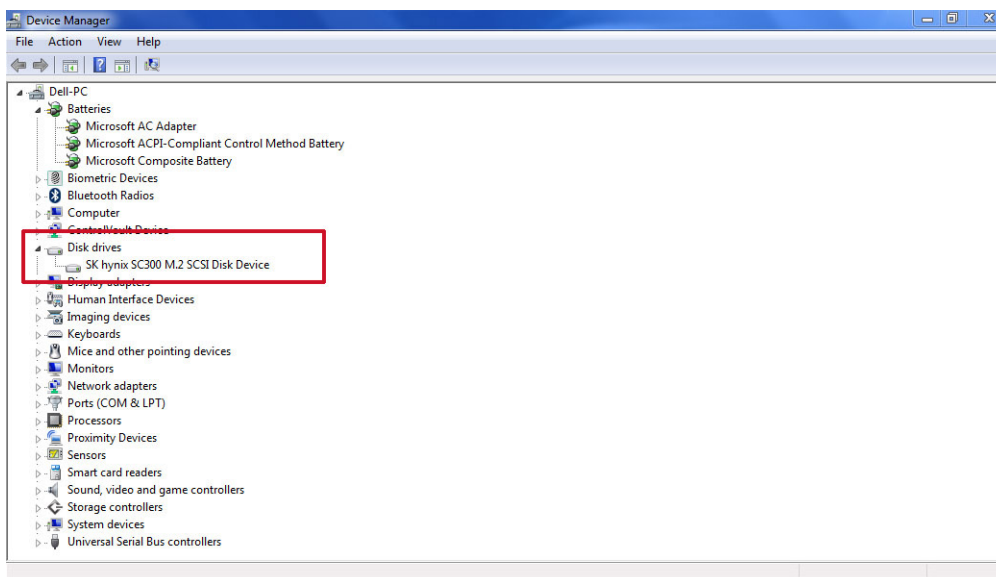 Device Manager
File Action View Help
Dell-PC
Batteries
Microsoft AC Adapter
Microsoft ACPI-Compliant Control Method Battery
Microsoft Composite Battery
Biometric Devices
Bluetooth Radios
Computer
ControlVault Device
Disk drives
SK hynix SC300 M.2 SCSI Disk Device
Display adapters
Human Interface Devices
Imaging devices
Keyboards
Mice and other pointing devices
Monitors
Network adapters
Ports (COM & LPT)
Processors
Proximity Devices
Sensors
Smart card readers
Sound, video and game controllers
Storage controllers
System devices
Universal Serial Bus controllers